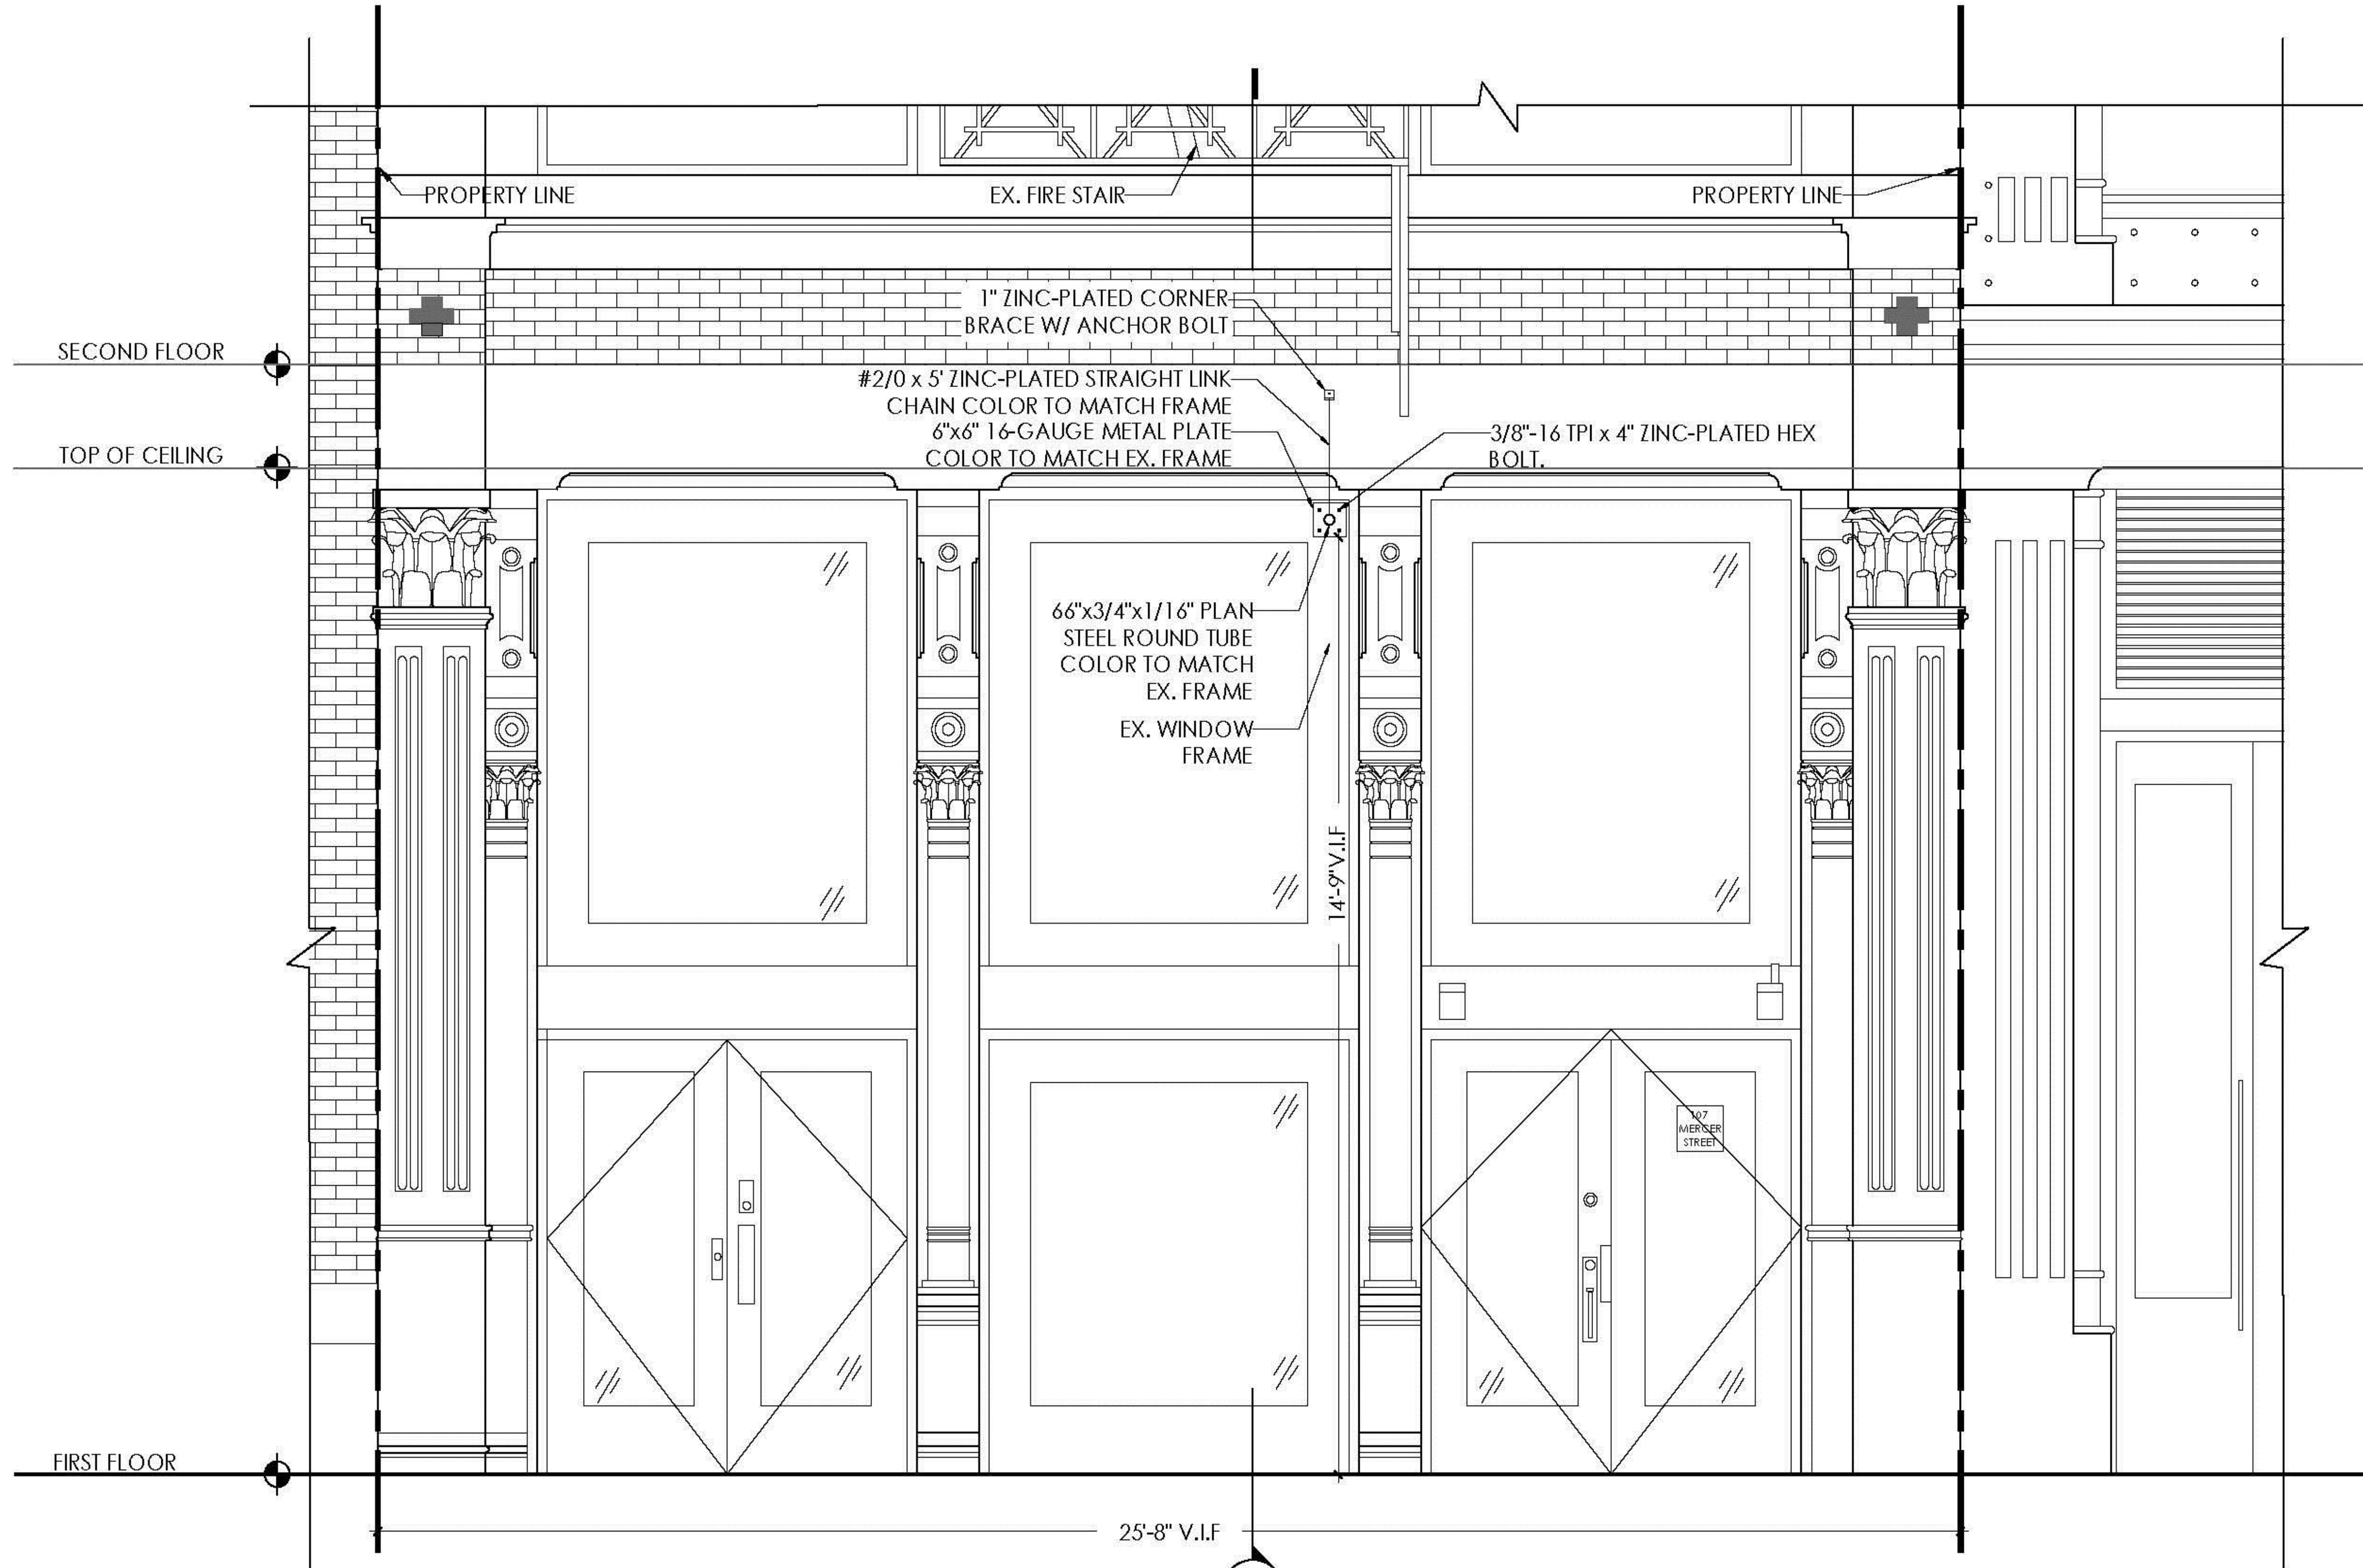 PROPERTY LINE
EX. FIRE STAIR
PROPERTY LINE
1" ZINC-PLATED CORNER
BRACE W/ ANCHOR BOLT
SECOND FLOOR
#2/0 x 5' ZINC-PLATED STRAIGHT LINK
CHAIN COLOR TO MATCH FRAME
6"x6" 16-GAUGE METAL PLATE
COLOR TO MATCH EX. FRAME
3/8"-16 TPI x 4" ZINC-PLATED HEX
BOLT.
TOP OF CEILING
66"x3/4"x1/16" PLAN
STEEL ROUND TUBE
COLOR TO MATCH
EX. FRAME
EX. WINDOW
FRAME
14'-9"V.I.F
107
MERCER
STREET
FIRST FLOOR
25'-8" V.I.F